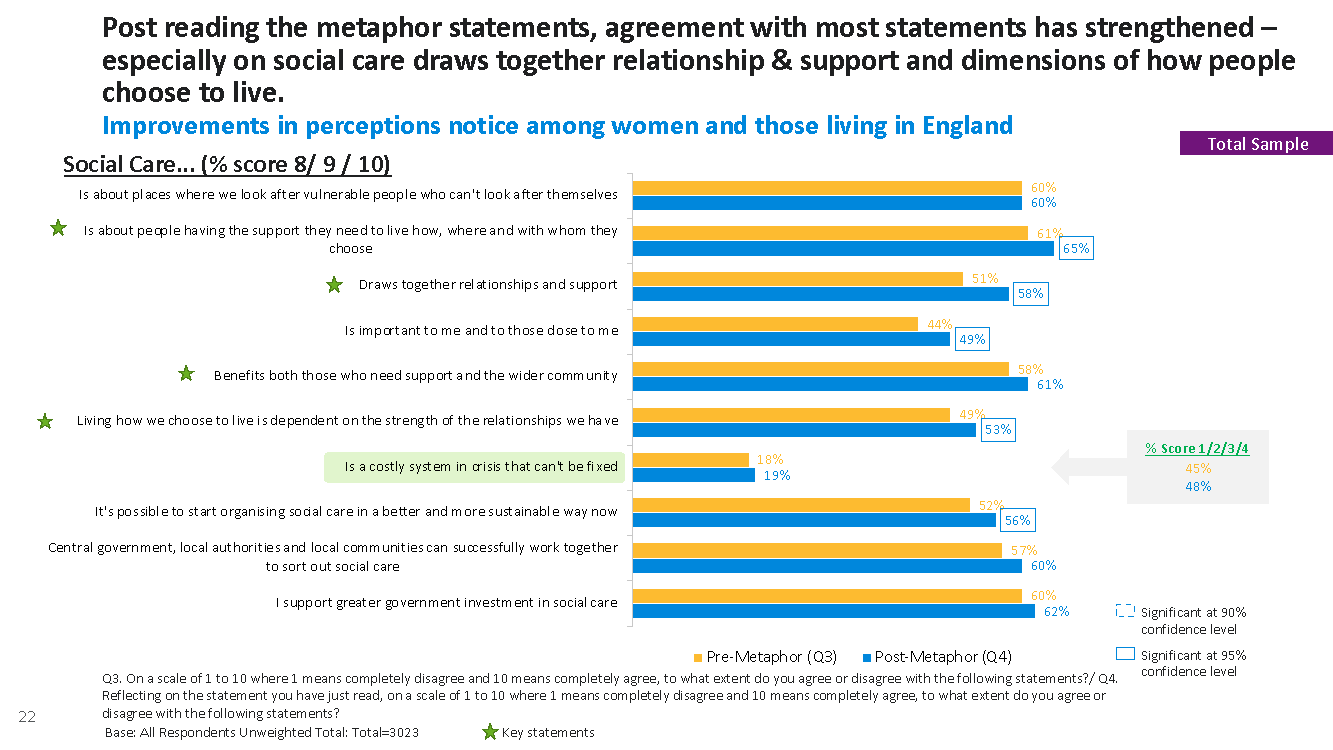 Post reading the metaphor statements, agreement with most statements has strengthened –
especially on social care draws together relationship & support and dimensions of how people
choose to live.
Improvements in perceptions notice among women and those living in England
Total Sample
Social Care... (% score 8/ 9 / 10)
Is about places where we look after vulnerable people who can't look after themselves
60%
60%
Is about people having the support they need to live how, where and with whom they
choose
61%
65%
Draws together relationships and support
51%
58%
Is important to me and to those close to me
44%
49%
Benefits both those who need support and the wider community
58%
61%
Living how we choose to live is dependent on the strength of the relationships we have
49%
53%
Is a costly system in crisis that can't be fixed
18%
19%
% Score 1/2/3/4
45%
48%
It's possible to start organising social care in a better and more sustainable way now
52%
56%
Central government, local authorities and local communities can successfully work together
to sort out social care
57%
60%
I support greater government investment in social care
60%
62%
Significant at 90%
confidence level
Significant at 95%
confidence level
Pre-Metaphor (Q3)
Post-Metaphor (Q4)
Q3. On a scale of 1 to 10 where 1 means completely disagree and 10 means completely agree, to what extent do you agree or disagree with the following statements?/ Q4.
Reflecting on the statement you have just read, on a scale of 1 to 10 where 1 means completely disagree and 10 means completely agree, to what extent do you agree or
disagree with the following statements?
Base: All Respondents Unweighted Total: Total=3023
Key statements
22